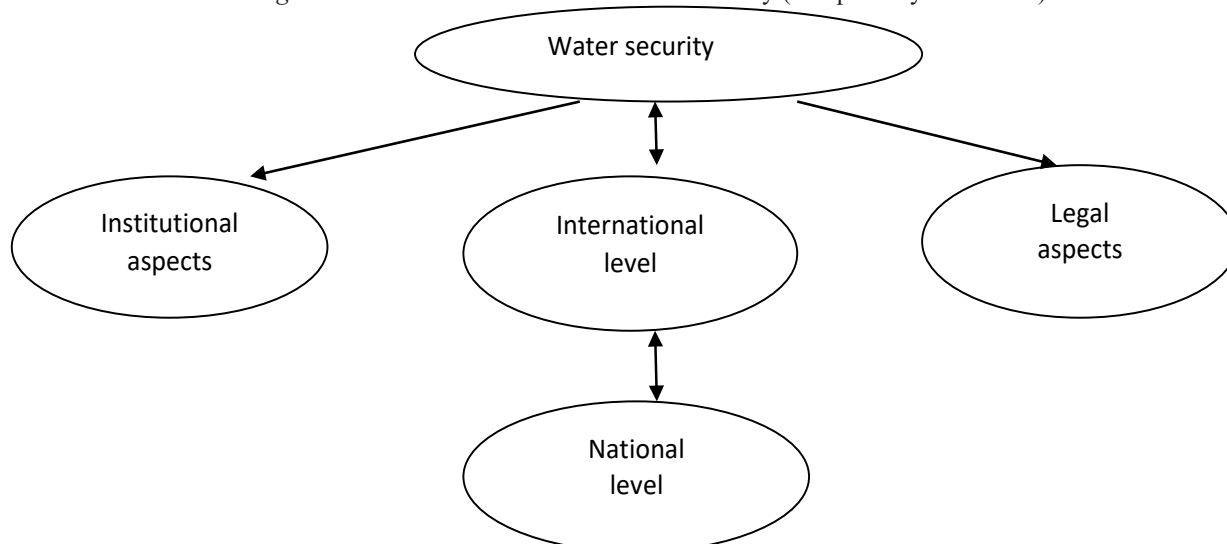 Water security
Institutional
aspects
International
level
Legal
aspects
National
level